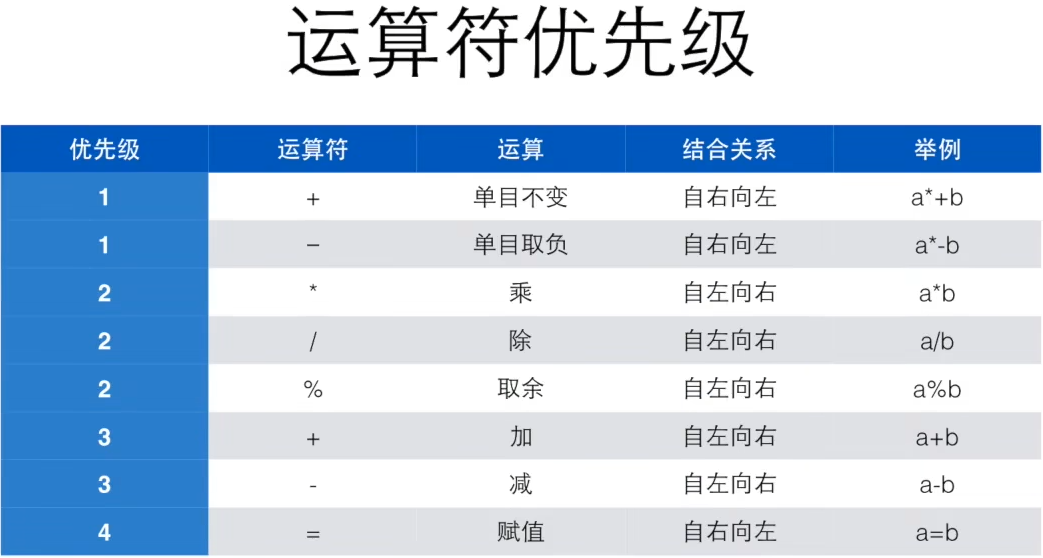 运算符优先级
优先级 运算符 运算 结合关系 举例
1 + 单目不变 自右向左 a*+b
1 − 单目取负 自右向左 a*-b
2 * 乘 自左向右 a*b
2 / 除 自左向右 a/b
2 % 取余 自左向右 a%b
3 + 加 自左向右 a+b
3 - 减 自左向右 a-b
4 = 赋值 自右向左 a=b